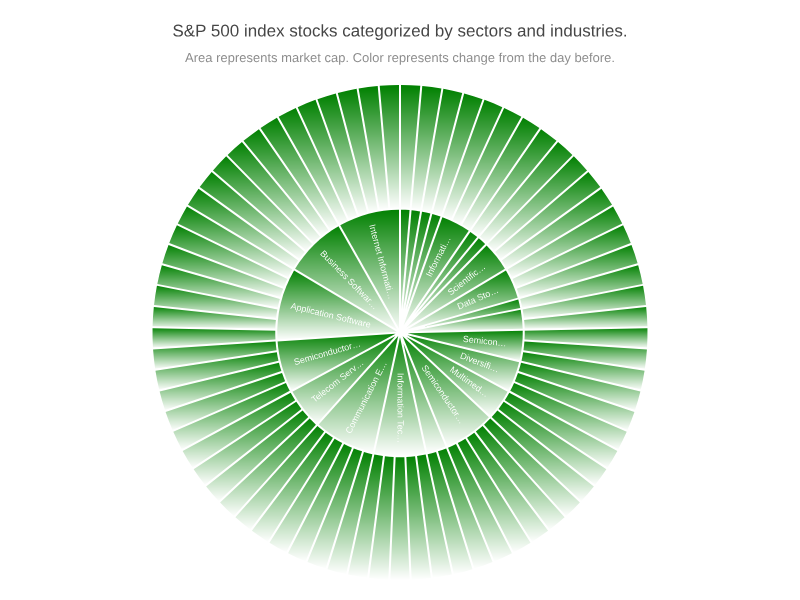 S&P 500 index stocks categorized by sectors and industries.
Area represents market cap. Color represents change from the day before.
Informati...
Scientific...
Data Sto...
Semicon...
Diversifi...
Multimed...
Semiconductor...
Information Tec...
Communication E...
Telecom Serv...
Semiconductor...
Application Software
Business Softwar...
Internet Informati...